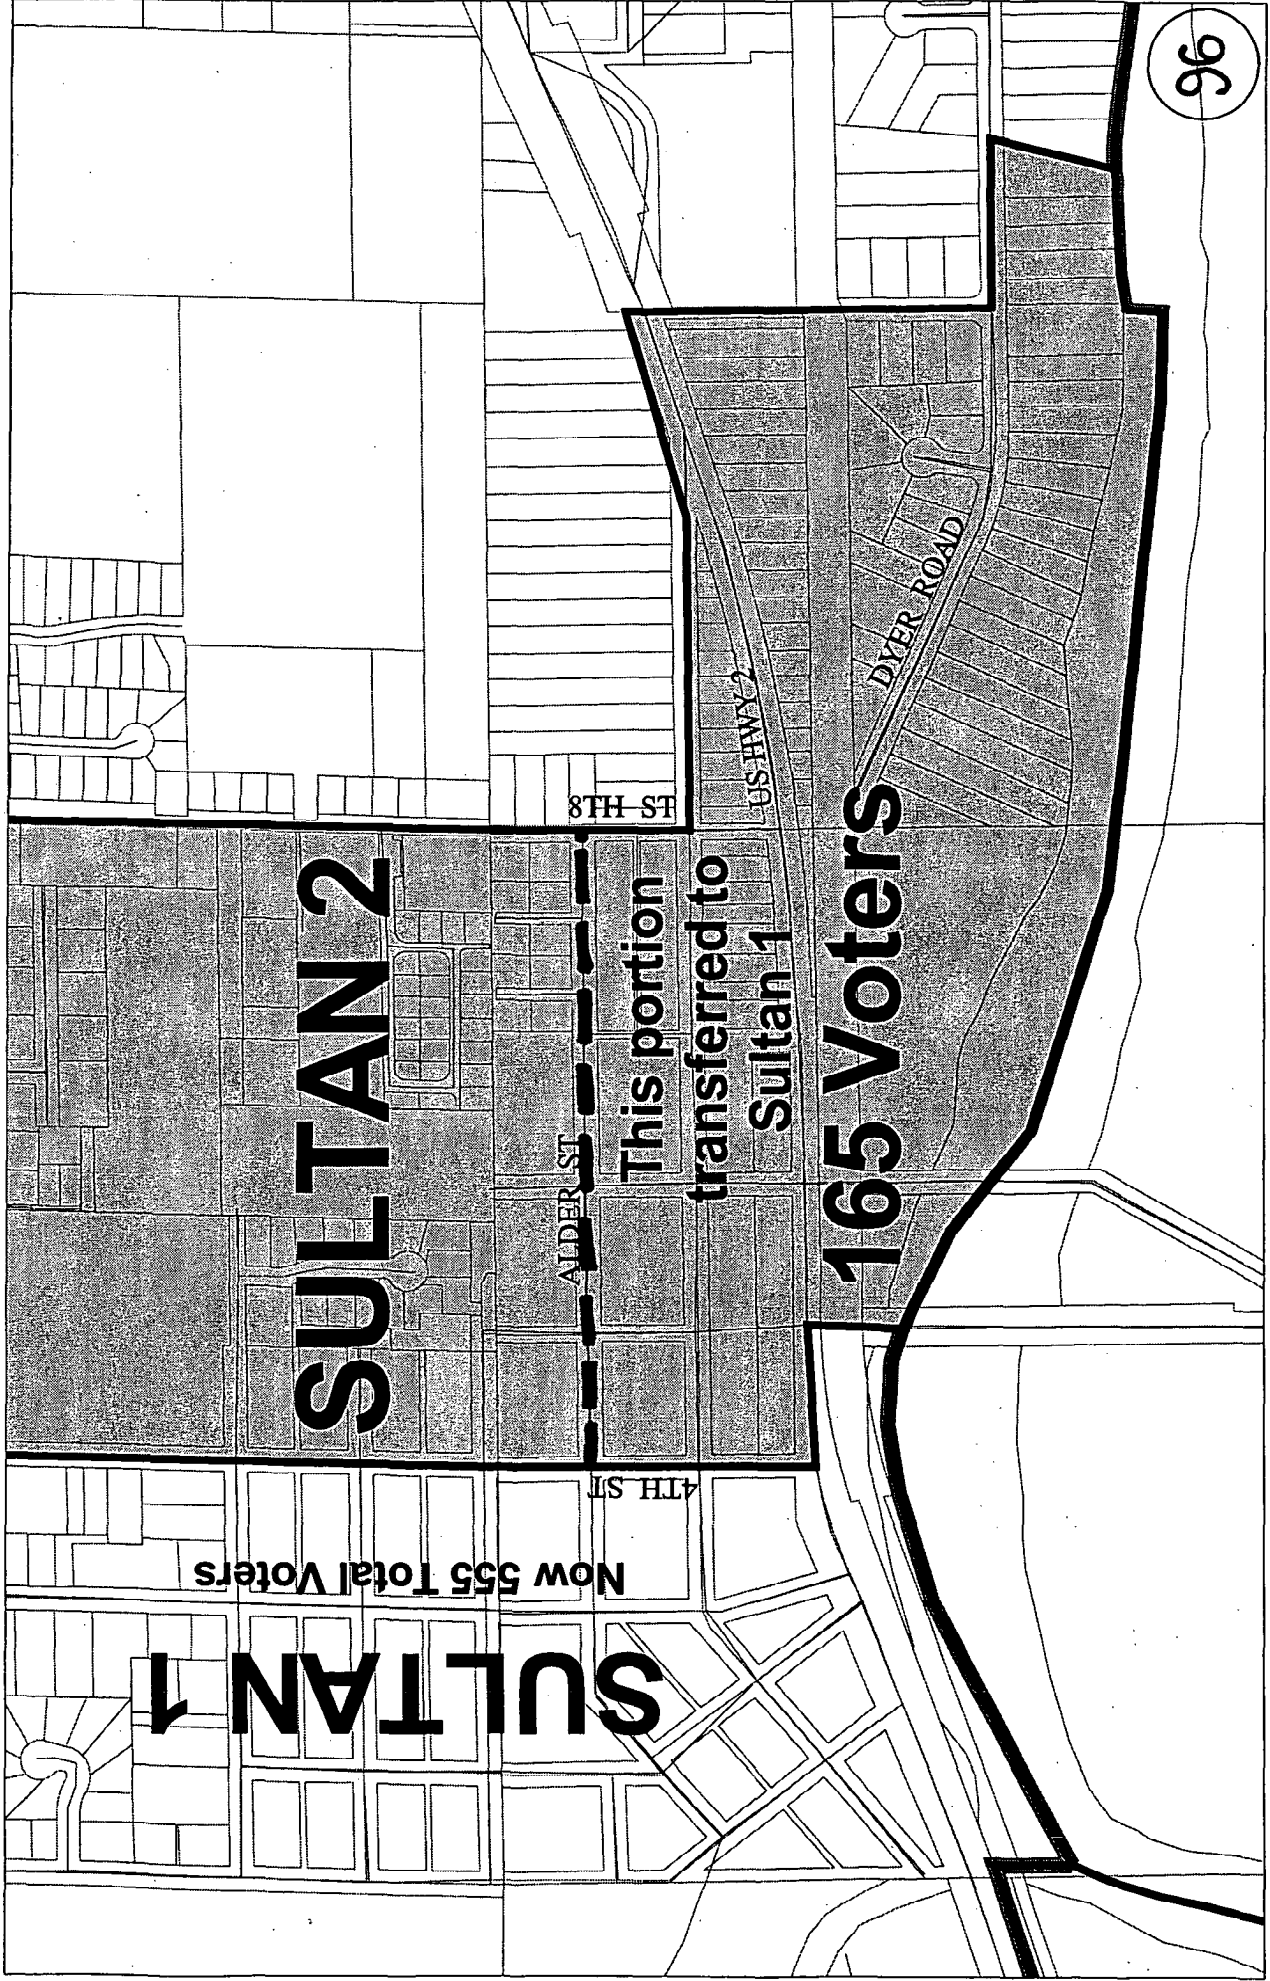 SULTAN 2
ALDER ST
8TH ST
This portion
transferred to
Sultan 1
165 Voters
US HWY 2
DYER ROAD
4TH ST
Now 555 Total Voters
SULTAN 1
96